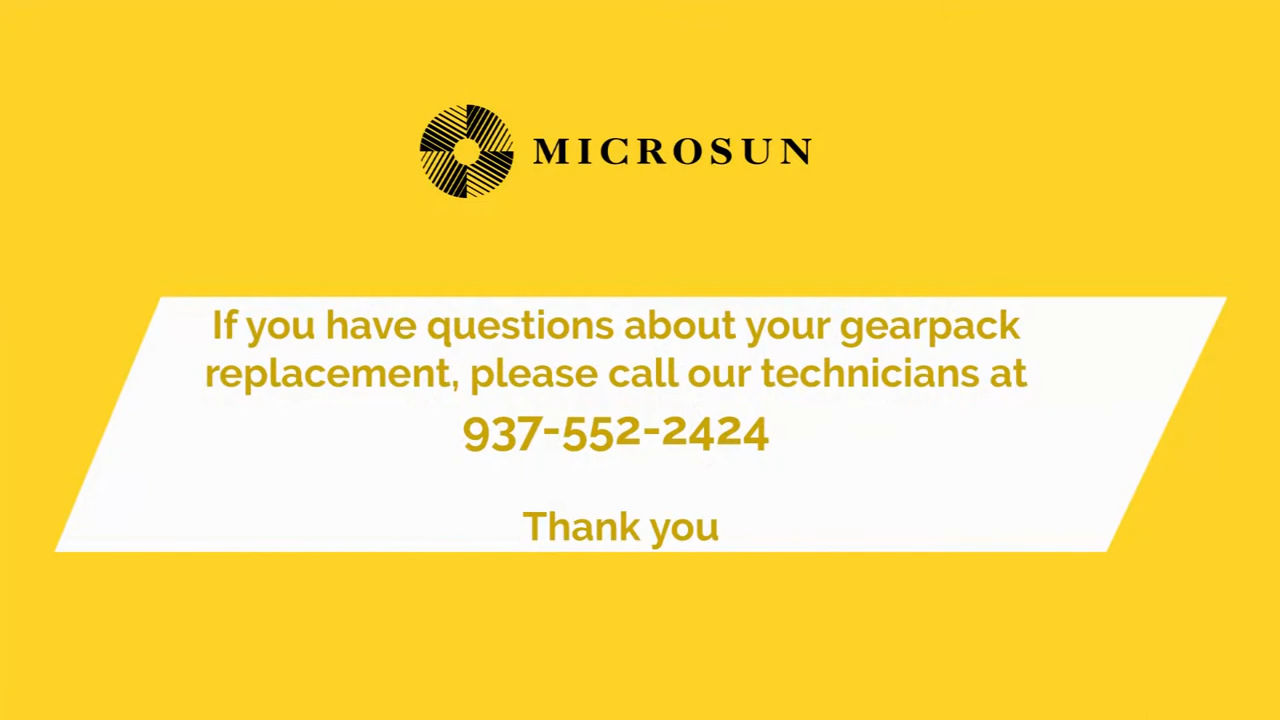 MICROSUN
If you have questions about your gearpack
replacement, please call our technicians at
937-552-2424
Thank you